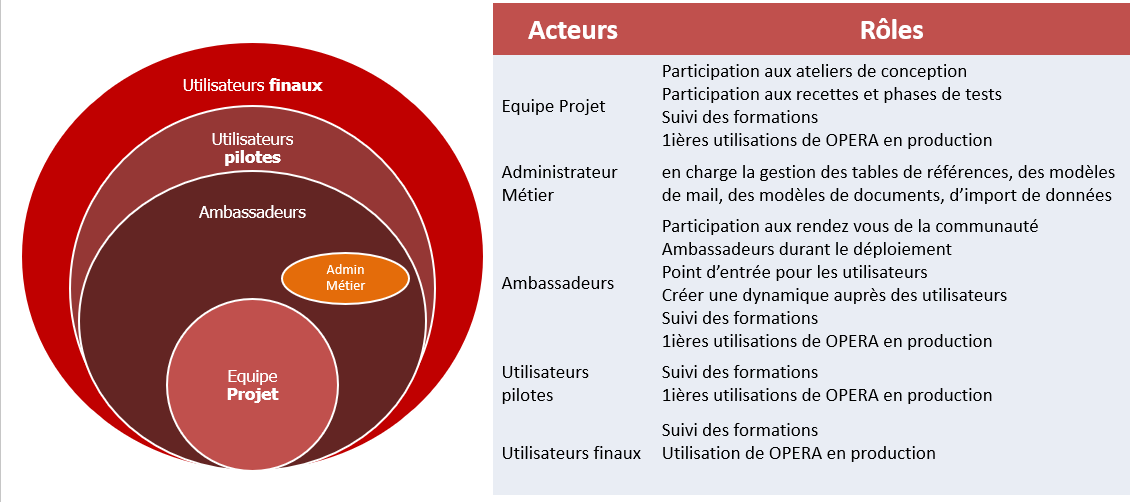 Utilisateurs finaux
Utilisateurs
pilotes
Ambassadeurs
Admin
Métier
Equipe
Projet
Acteurs Rôles
Equipe Projet
Participation aux ateliers de conception
Participation aux recettes et phases de tests
Suivi des formations
1ières utilisations de OPERA en production
Administrateur
Métier
en charge la gestion des tables de références, des modèles
de mail, des modèles de documents, d’import de données
Ambassadeurs
Participation aux rendez vous de la communauté
Ambassadeurs durant le déploiement
Point d’entrée pour les utilisateurs
Créer une dynamique auprès des utilisateurs
Suivi des formations
1ières utilisations de OPERA en production
Utilisateurs
pilotes
Suivi des formations
1ières utilisations de OPERA en production
Utilisateurs finaux
Suivi des formations
Utilisation de OPERA en production